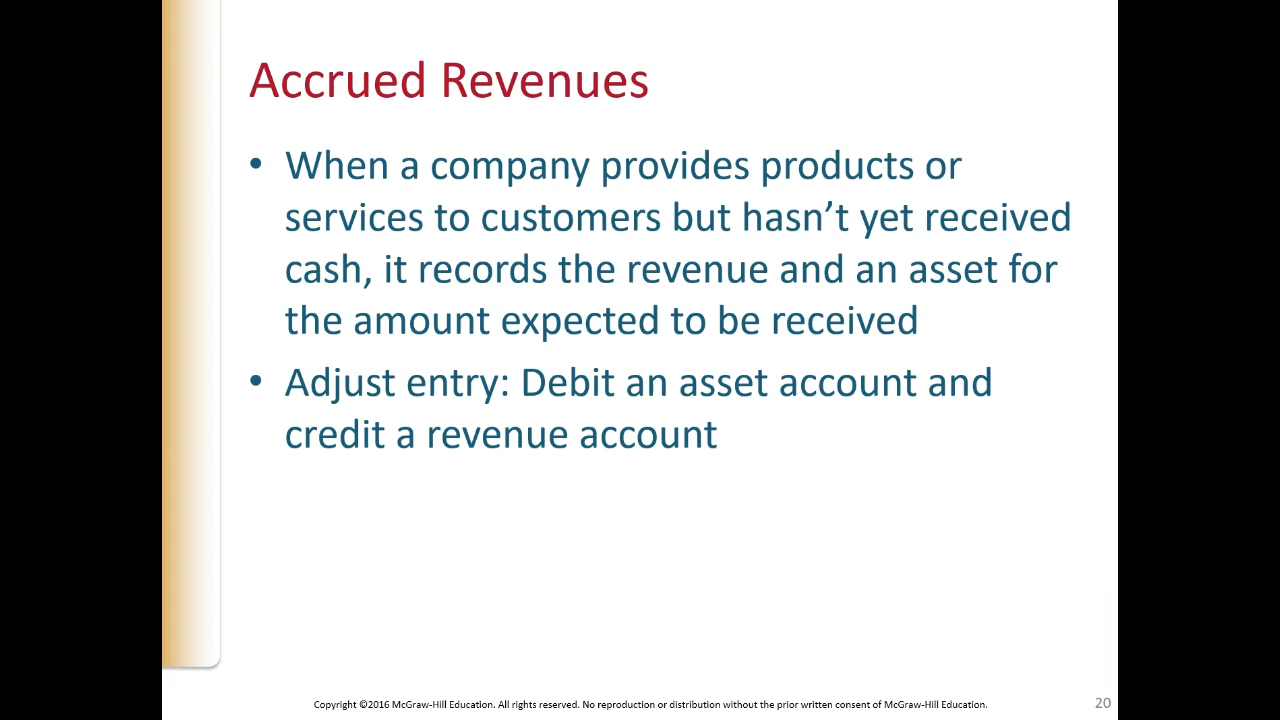 Accrued Revenues
• When a company provides products or
services to customers but hasn’t yet received
cash, it records the revenue and an asset for
the amount expected to be received
• Adjust entry: Debit an asset account and
credit a revenue account
Copyright ©2016 McGraw-Hill Education. All rights reserved. No reproduction or distribution without the prior written consent of McGraw-Hill Education.
20